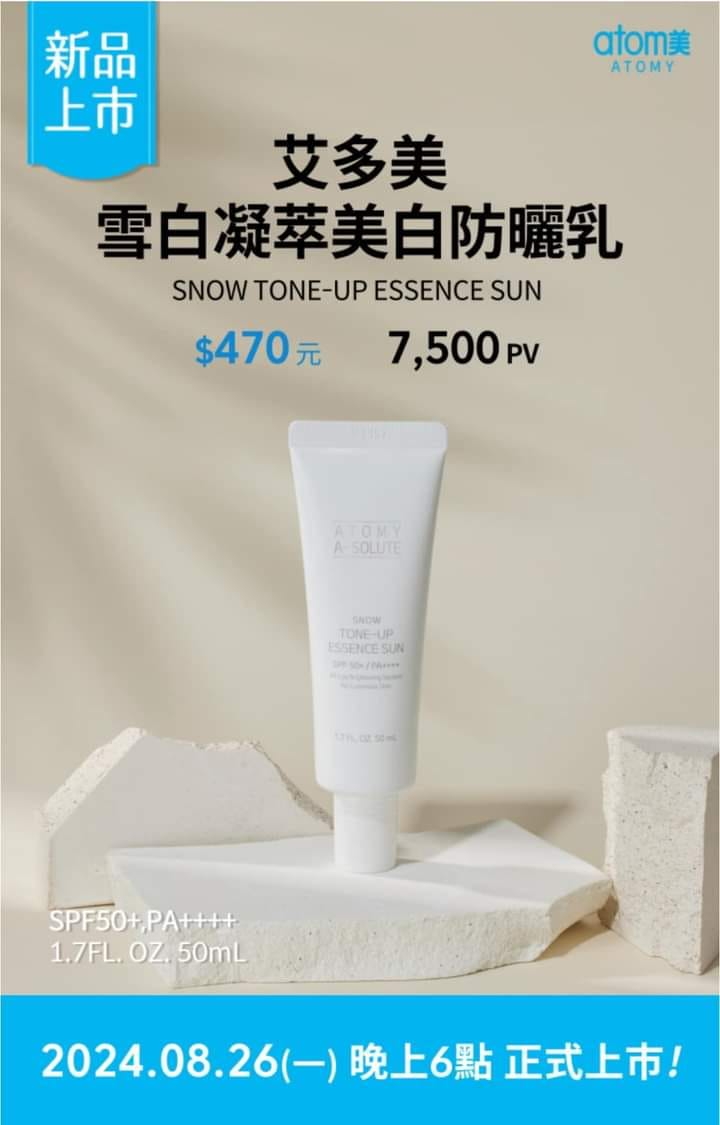 新品
上市
atom美
ATOMY
艾多美
雪白凝萃美白防曬乳
SNOW TONE-UP ESSENCE SUN
$470元 7,500 PV
ATOMY
A-SOLUTE
SNOW
TONE-UP
ESSENCE SUN
SPF 50+ / PA++++
1.7 FL. OZ. 50 mL
SPF50+,PA++++
1.7FL. OZ. 50mL
2024.08.26(一) 晚上6點 正式上市!